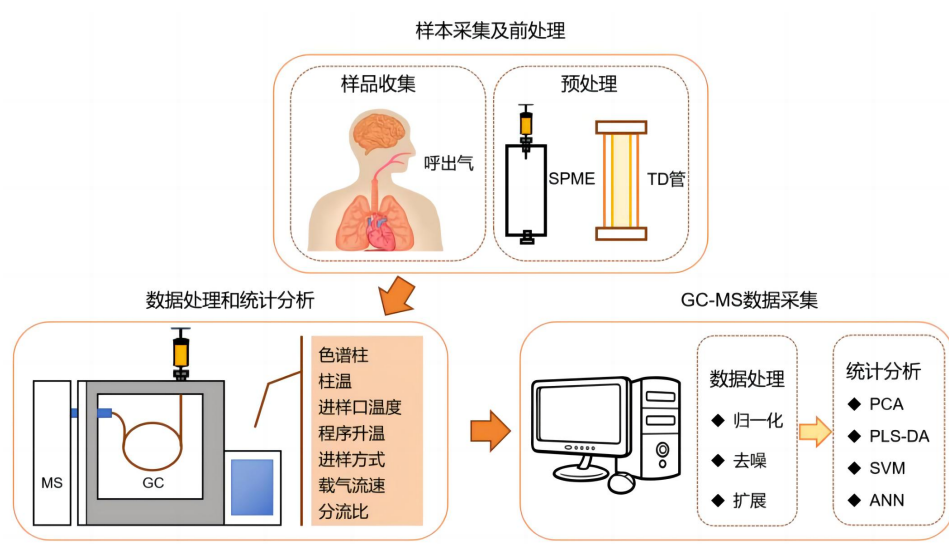 样本采集及前处理
样品收集
呼出气
预处理
SPME
TD管
数据处理和统计分析
MS
GC
色谱柱
柱温
进样口温度
程序升温
进样方式
载气流速
分流比
GC-MS数据采集
数据处理
◆ 归一化
◆ 去噪
◆ 扩展
统计分析
◆ PCA
◆ PLS-DA
◆ SVM
◆ ANN